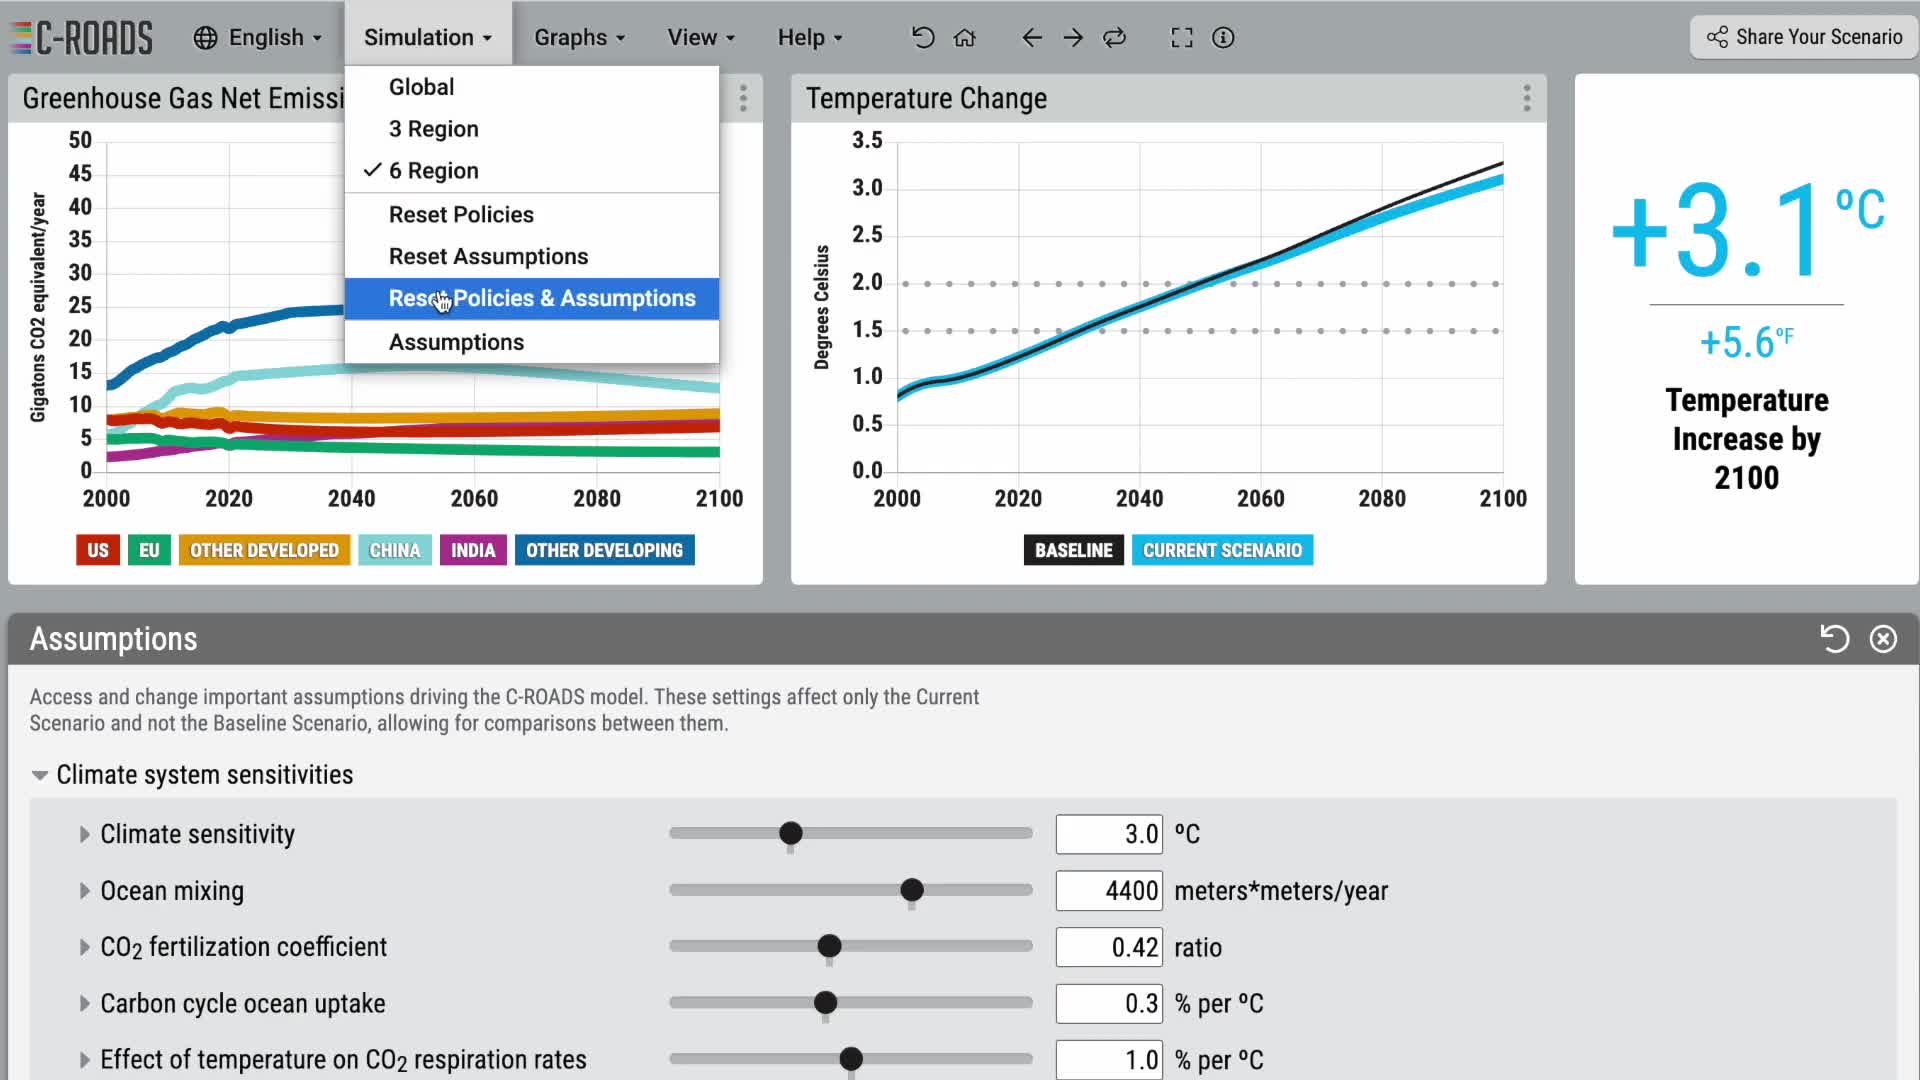 C-ROADS
English
Simulation
Graphs
View
Help
Share Your Scenario
Global
3 Region
6 Region
Reset Policies
Reset Assumptions
Reset Policies & Assumptions
Assumptions
Greenhouse Gas Net Emissi
Gigatons CO2 equivalent/year
50
45
40
35
30
25
20
15
10
5
0
2000 2020 2040 2060 2080 2100
US EU OTHER DEVELOPED CHINA INDIA OTHER DEVELOPING
Temperature Change
Degrees Celsius
3.5
3.0
2.5
2.0
1.5
1.0
0.5
0.0
2000 2020 2040 2060 2080 2100
BASELINE CURRENT SCENARIO
+3.1 ºC
+5.6 ºF
Temperature
Increase by
2100
Assumptions
Access and change important assumptions driving the C-ROADS model. These settings affect only the Current
Scenario and not the Baseline Scenario, allowing for comparisons between them.
Climate system sensitivities
Climate sensitivity 3.0 ºC
Ocean mixing 4400 meters*meters/year
CO2 fertilization coefficient 0.42 ratio
Carbon cycle ocean uptake 0.3 % per ºC
Effect of temperature on CO2 respiration rates 1.0 % per ºC